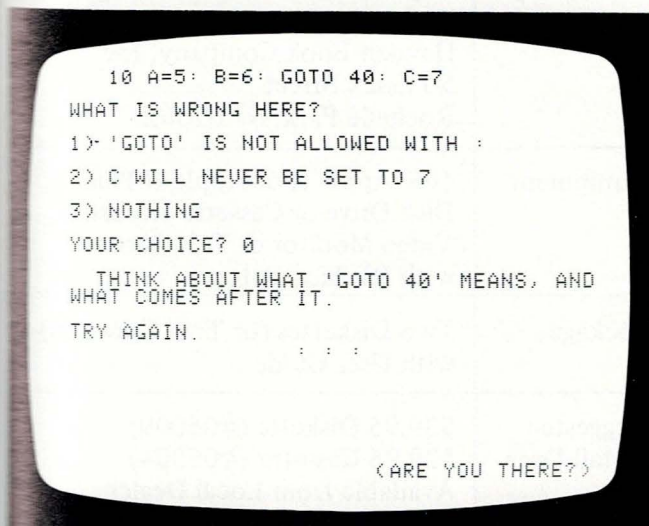 10 A=5: B=6: GOTO 40: C=7
WHAT IS WRONG HERE?
1) 'GOTO' IS NOT ALLOWED WITH :
2) C WILL NEVER BE SET TO 7
3) NOTHING
YOUR CHOICE? 0
THINK ABOUT WHAT 'GOTO 40' MEANS, AND
WHAT COMES AFTER IT.
TRY AGAIN.
: : :
(ARE YOU THERE?)